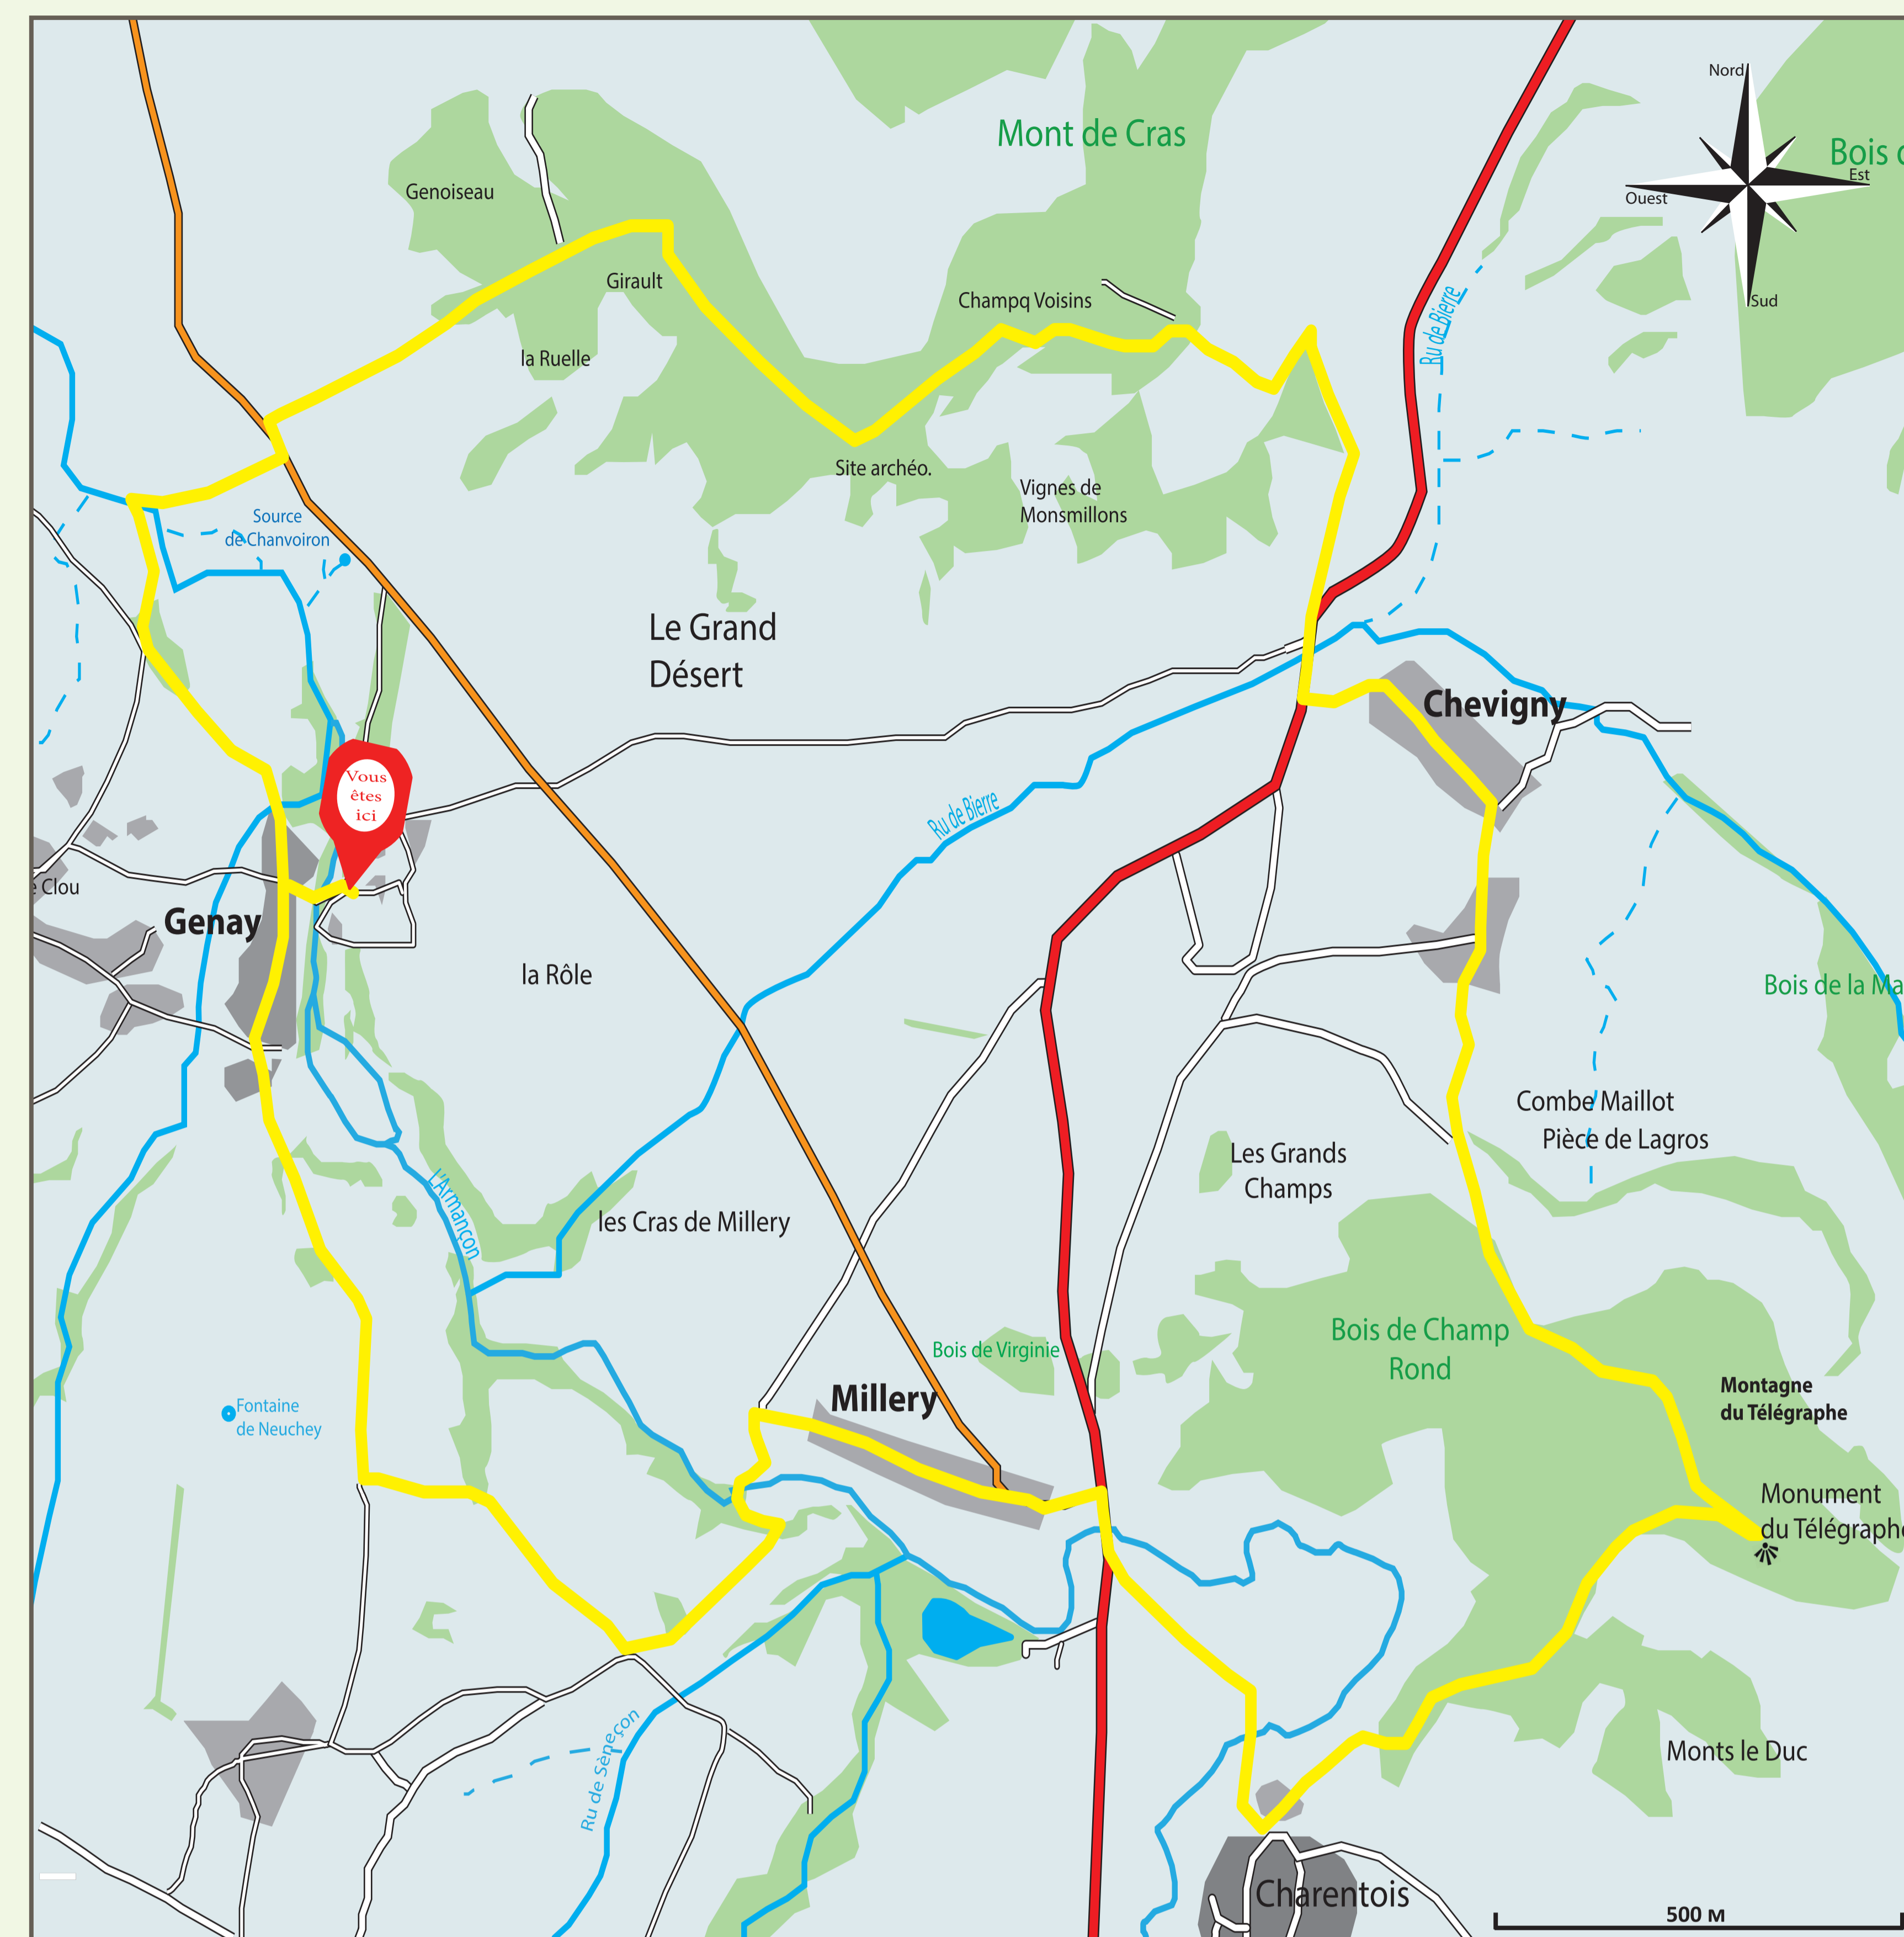 Nord
Mont de Cras
Bois
Est
Ouest
Genoiseau
Girault
Champq Voisins
Ru de Bierre
Sud
la Ruelle
Site archéo.
Vignes de
Monsmillons
Source
de Chanvoiron
Le Grand
Désert
Chevigny
Vous
êtes
ici
Ru de Bierre
Clou
Genay
la Rôle
Bois de la Ma
Combe Maillot
Pièce de Lagros
Les Grands
Champs
L'Armançon
les Cras de Millery
Bois de Champ
Rond
Bois de Virginie
Montagne
du Télégraphe
Millery
Fontaine
de Neuchey
Monument
du Télégraphe
Ru de Sèneçon
Monts le Duc
Charentois
500 M